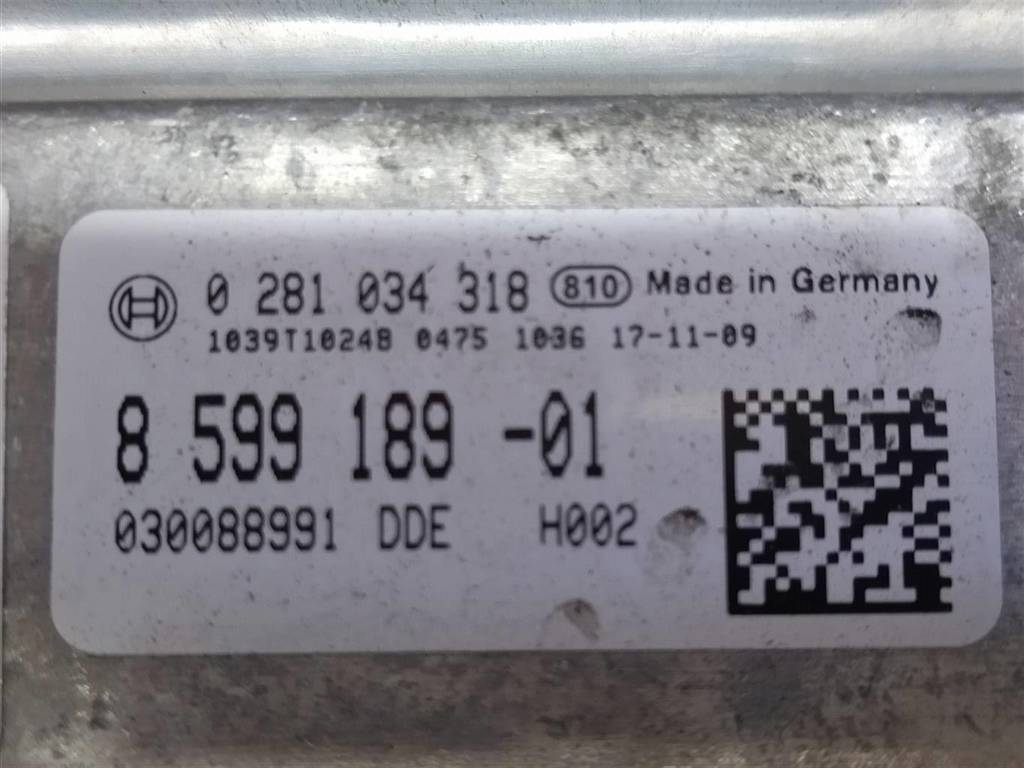 0 281 034 318 810 Made in Germany
1039T10248 0475 1036 17-11-09
8 599 189 -01
030088991 DDE H002